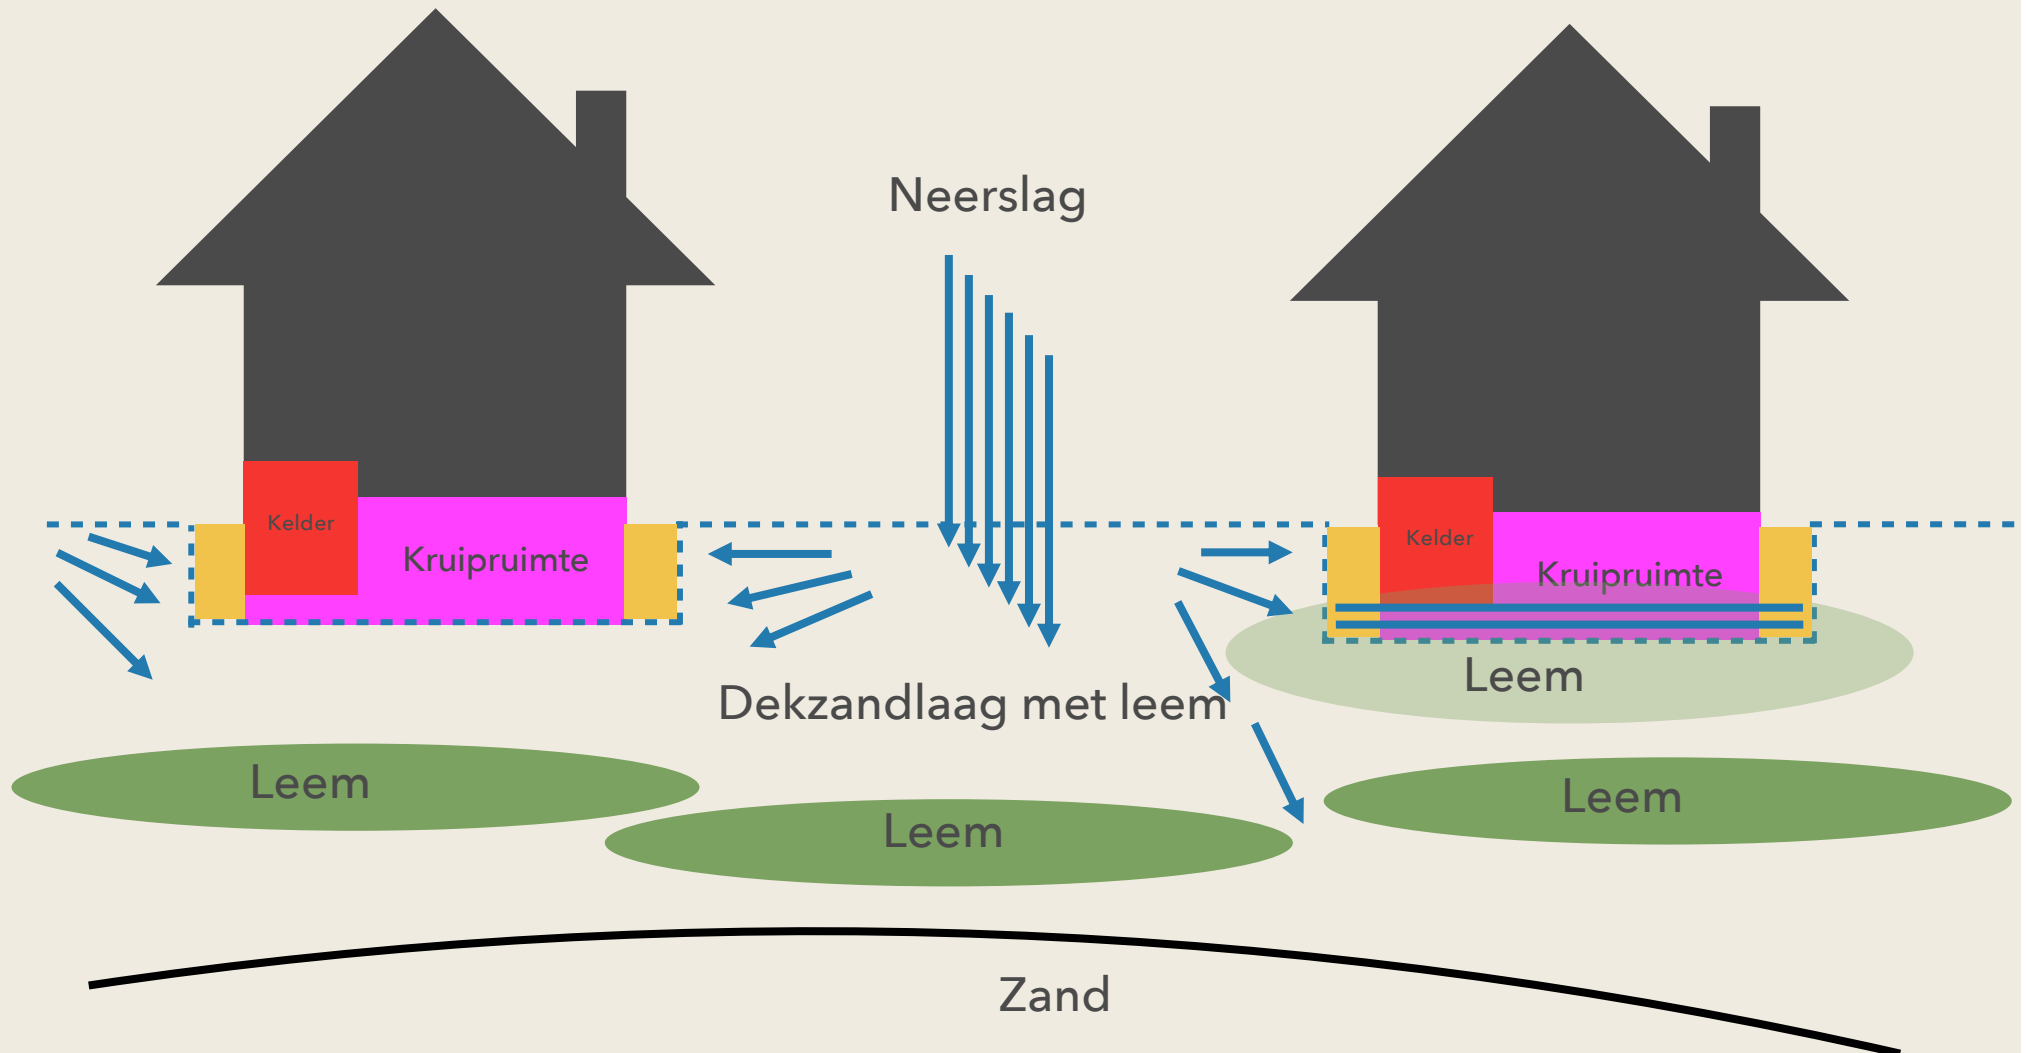 Neerslag
Kelder
Kruipruimte
Kelder
Kruipruimte
Leem
Dekzandlaag met leem
Leem
Leem
Leem
Zand